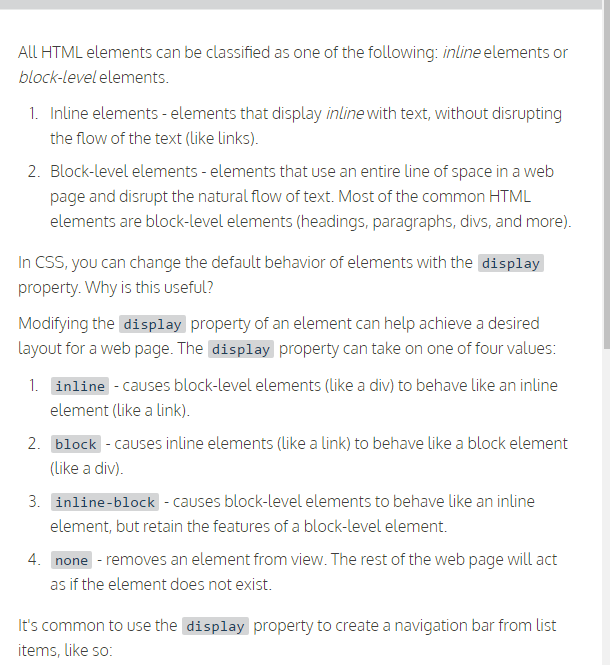 All HTML elements can be classified as one of the following: inline elements or
block-level elements.
1. Inline elements - elements that display inline with text, without disrupting
the flow of the text (like links).
2. Block-level elements - elements that use an entire line of space in a web
page and disrupt the natural flow of text. Most of the common HTML
elements are block-level elements (headings, paragraphs, divs, and more).
In CSS, you can change the default behavior of elements with the display
property. Why is this useful?
Modifying the display property of an element can help achieve a desired
layout for a web page. The display property can take on one of four values:
1. inline - causes block-level elements (like a div) to behave like an inline
element (like a link).
2. block - causes inline elements (like a link) to behave like a block element
(like a div).
3. inline-block - causes block-level elements to behave like an inline
element, but retain the features of a block-level element.
4. none - removes an element from view. The rest of the web page will act
as if the element does not exist.
It's common to use the display property to create a navigation bar from list
items, like so: